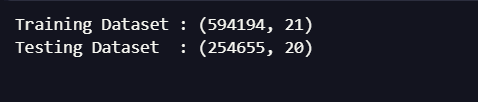 Training Dataset : (594194, 21)
Testing Dataset  : (254655, 20)